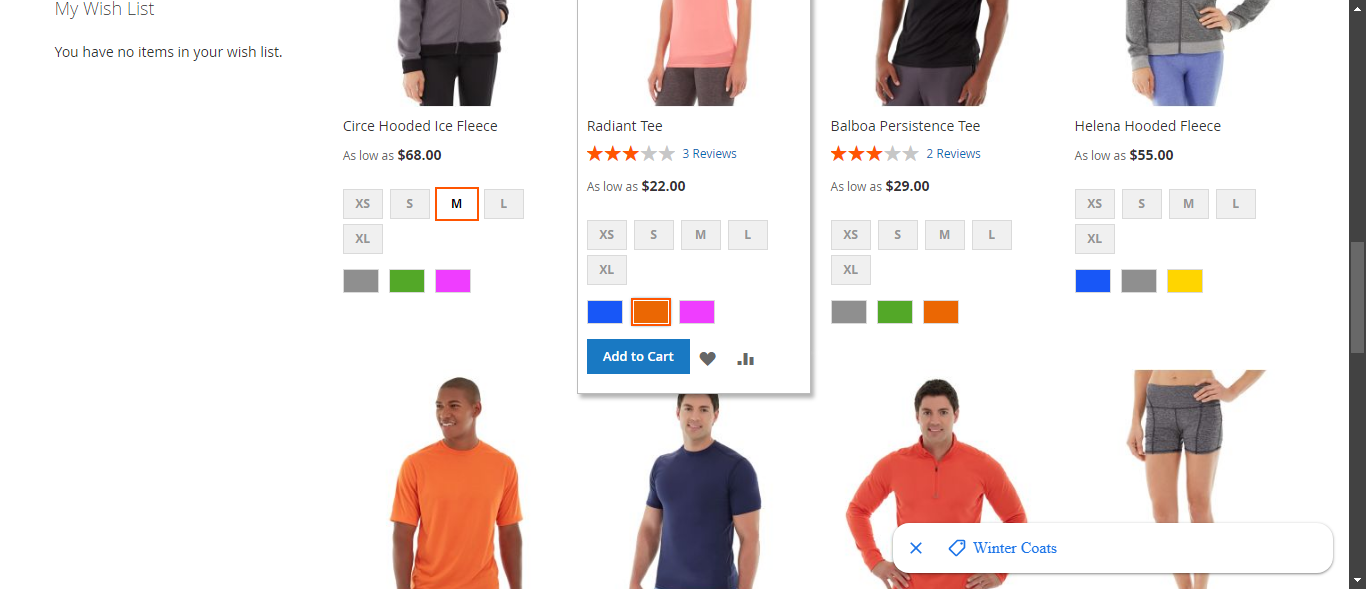 My Wish List
You have no items in your wish list.
Circe Hooded Ice Fleece
As low as $68.00
XS S M L
XL
Radiant Tee
3 Reviews
As low as $22.00
XS S M L
XL
Add to Cart
Balboa Persistence Tee
2 Reviews
As low as $29.00
XS S M L
XL
Helena Hooded Fleece
As low as $55.00
XS S M L
XL
Winter Coats